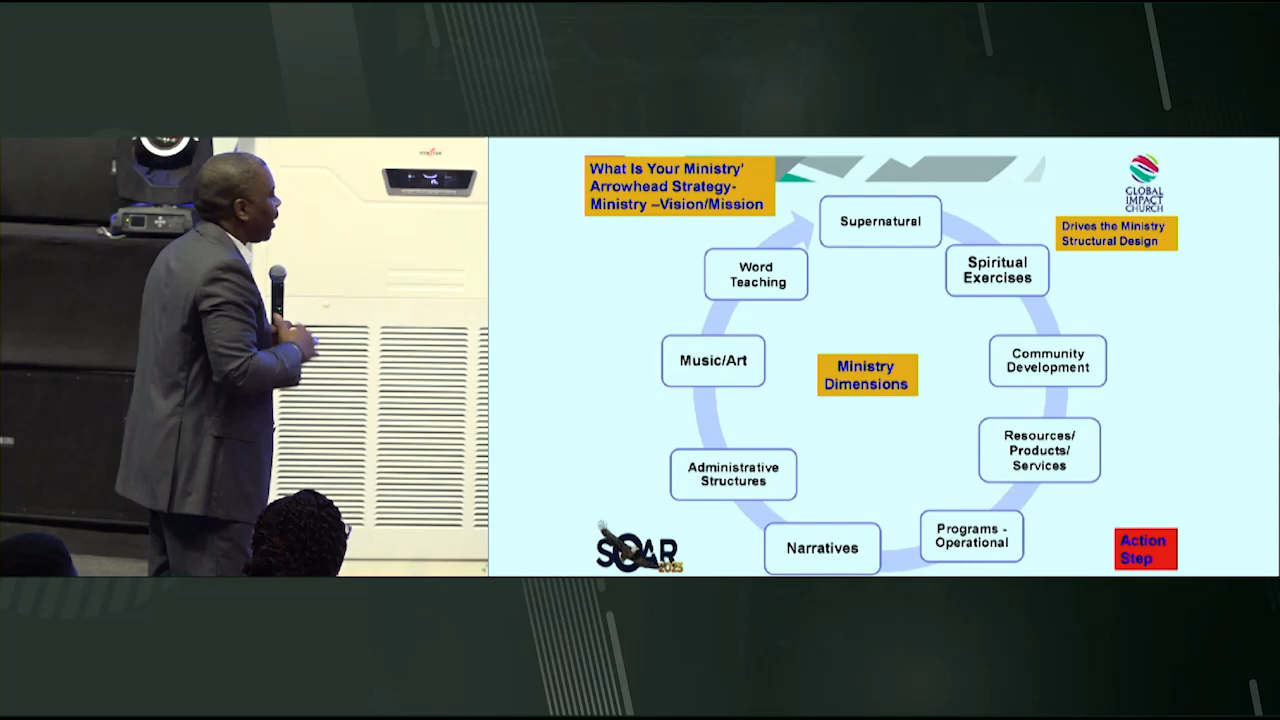 What Is Your Ministry'
Arrowhead Strategy-
Ministry –Vision/Mission
GLOBAL
IMPACT
CHURCH
Drives the Ministry
Structural Design
Supernatural
Spiritual
Exercises
Community
Development
Resources/
Products/
Services
Programs -
Operational
Narratives
Administrative
Structures
Music/Art
Word
Teaching
Ministry
Dimensions
SOAR
2023
Action
Step